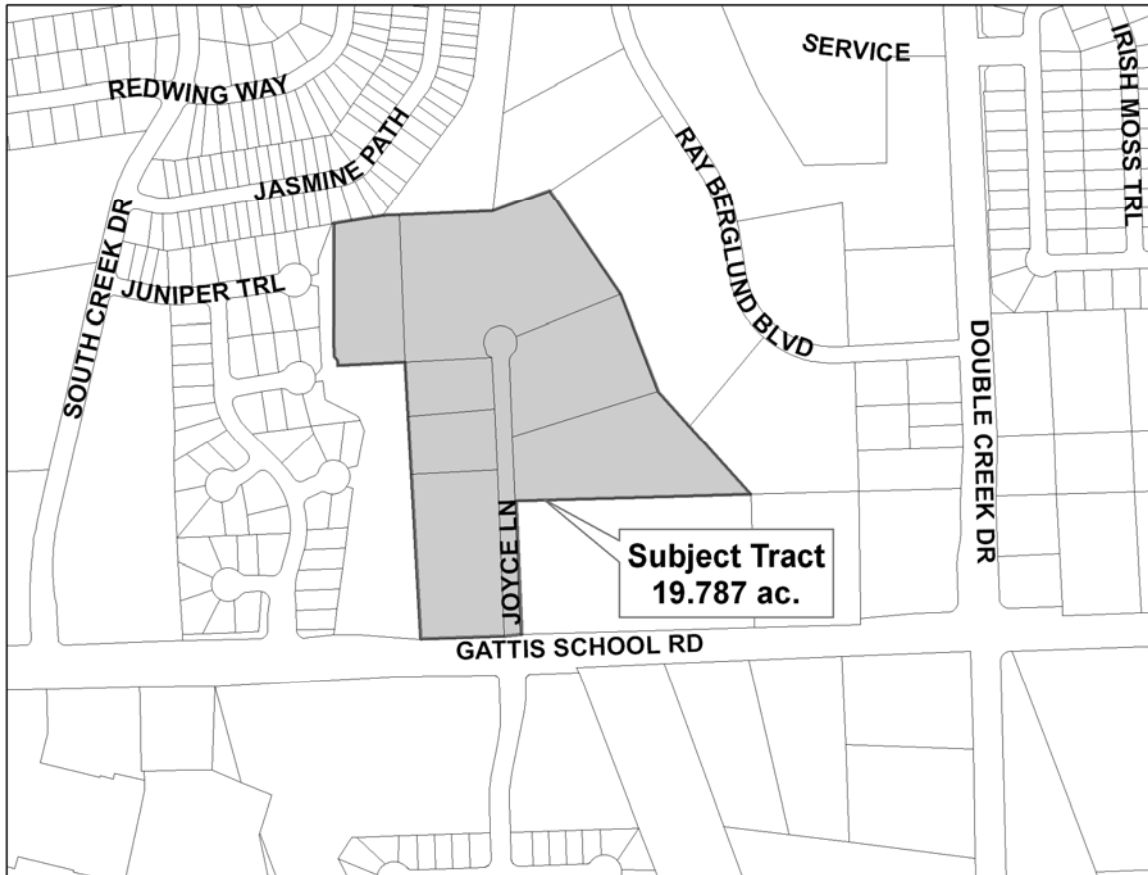 SERVICE
IRISH MOSS TRL
REDWING WAY
JASMINE PATH
RAY BERGLUND BLVD
SOUTH CREEK DR
JUNIPER TRL
DOUBLE CREEK DR
JOYCE LN
Subject Tract
19.787 ac.
GATTIS SCHOOL RD